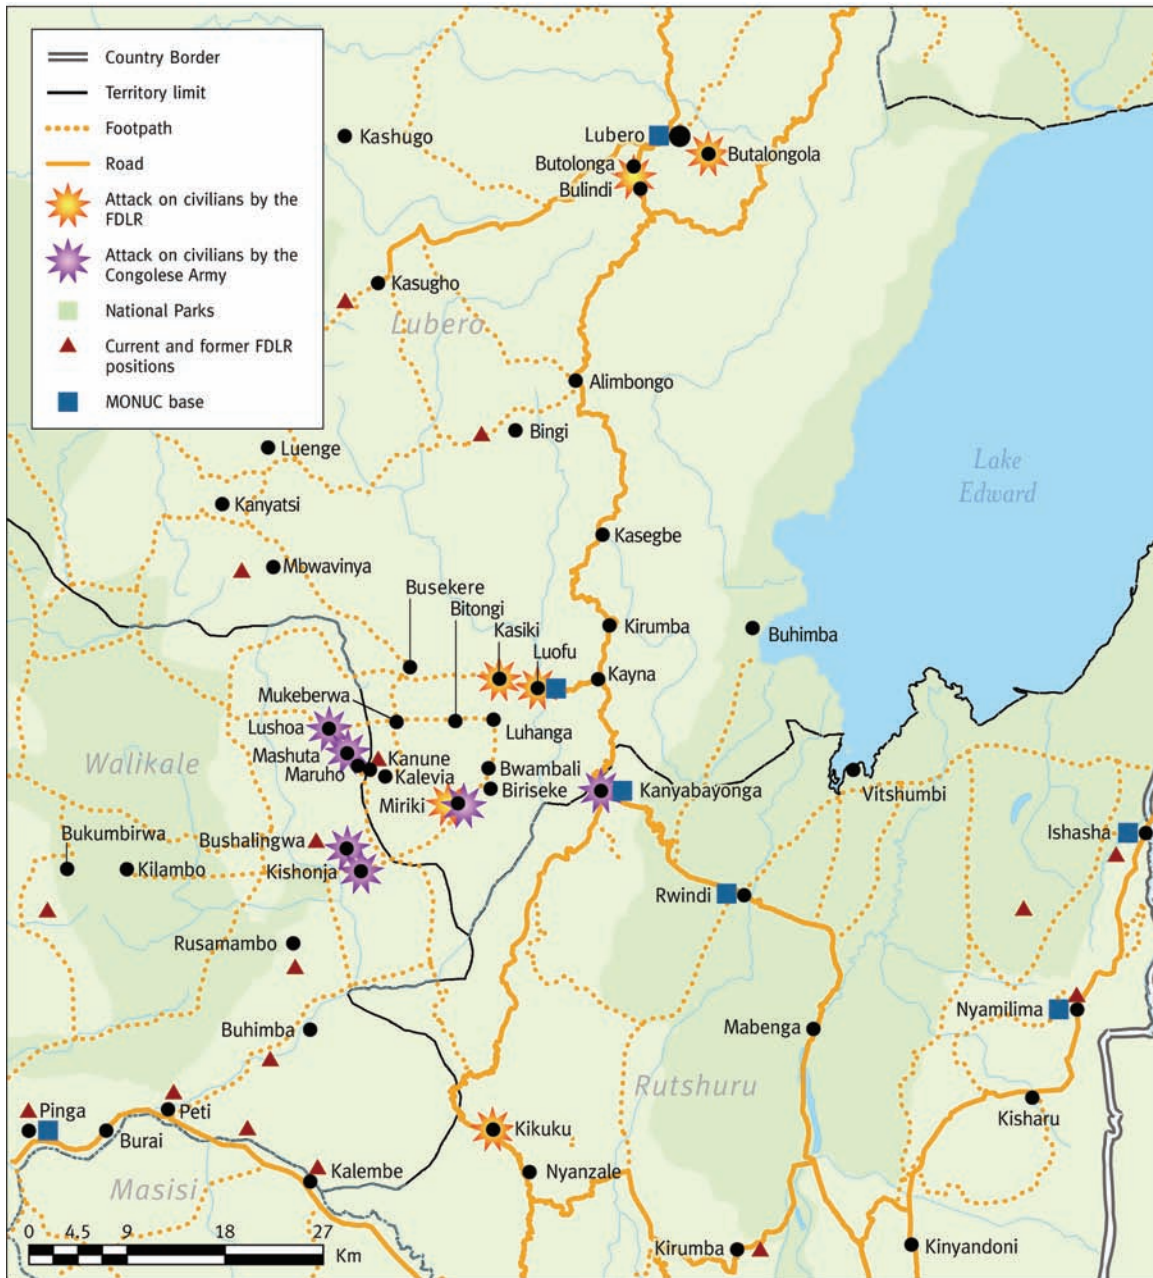 Country Border
Territory limit
Footpath
Road
Attack on civilians by the
FDLR
Attack on civilians by the
Congolese Army
National Parks
Current and former FDLR
positions
MONUC base
Kashugo
Lubero
Butalongola
Butolonga
Bulindi
Kasugho
Lubero
Alimbongo
Bingi
Luenge
Lake
Edward
Kanyatsi
Kasegbe
Mbwavinya
Busekere
Bitongi
Kasiki
Kirumba
Buhimba
Luofu
Kayna
Mukeberwa
Lushoa
Luhanga
Mashuta
Kanune
Walikale
Maruho
Kalevia
Bwambali
Biriseke
Kanyabayonga
Vitshumbi
Miriki
Ishasha
Bukumbirwa
Bushalingwa
Kilambo
Kishonja
Rwindi
Rusamambo
Nyamilima
Buhimba
Mabenga
Rutshuru
Kisharu
Pinga
Peti
Burai
Kikuku
Kalembe
Nyanzale
Masisi
0 4.5 9 18 27
Km
Kirumba
Kinyandoni